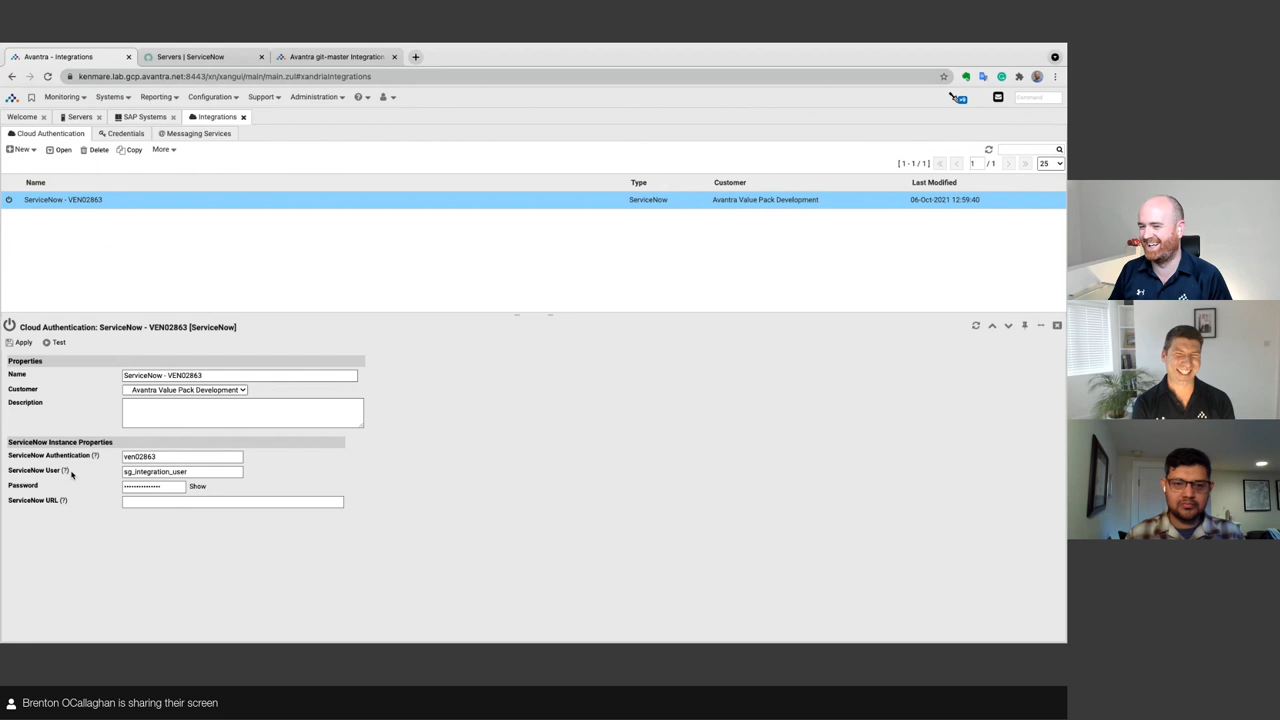 Avantra - Integrations
Servers | ServiceNow
Avantra git-master Integration
kenmare.lab.gcp.avantra.net:8443/xn/xangui/main/main.zul#xandriaIntegrations
Monitoring Systems Reporting Configuration Support Administration
Command
Welcome Servers SAP Systems Integrations
Cloud Authentication Credentials @ Messaging Services
New Open Delete Copy More
[ 1 - 1 / 1 ] 1 / 1 25
Name Type Customer Last Modified
ServiceNow - VEN02863 ServiceNow Avantra Value Pack Development 06-Oct-2021 12:59:40
Cloud Authentication: ServiceNow - VEN02863 [ServiceNow]
Apply Test
Properties
Name ServiceNow - VEN02863
Customer Avantra Value Pack Development
Description
ServiceNow Instance Properties
ServiceNow Authentication (?) ven02863
ServiceNow User (?) sg_integration_user
Password ••••••••••••••• Show
ServiceNow URL (?)
Brenton OCallaghan is sharing their screen